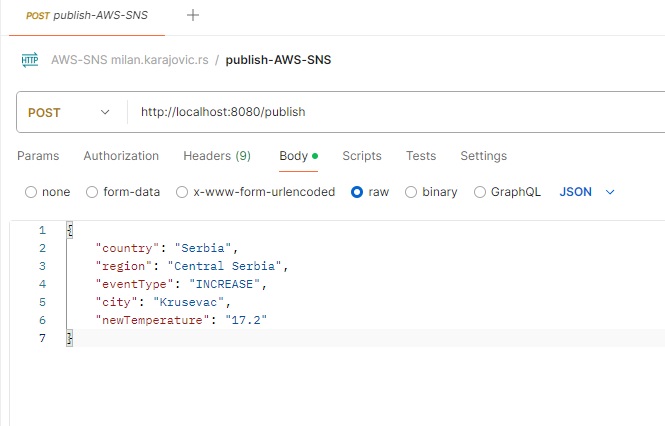 POST publish-AWS-SNS +
HTTP AWS-SNS milan.karajovic.rs / publish-AWS-SNS
POST http://localhost:8080/publish
Params Authorization Headers (9) Body Scripts Tests Settings
none form-data x-www-form-urlencoded raw binary GraphQL JSON
1 {
2 "country": "Serbia",
3 "region": "Central Serbia",
4 "eventType": "INCREASE",
5 "city": "Krusevac",
6 "newTemperature": "17.2"
7 }